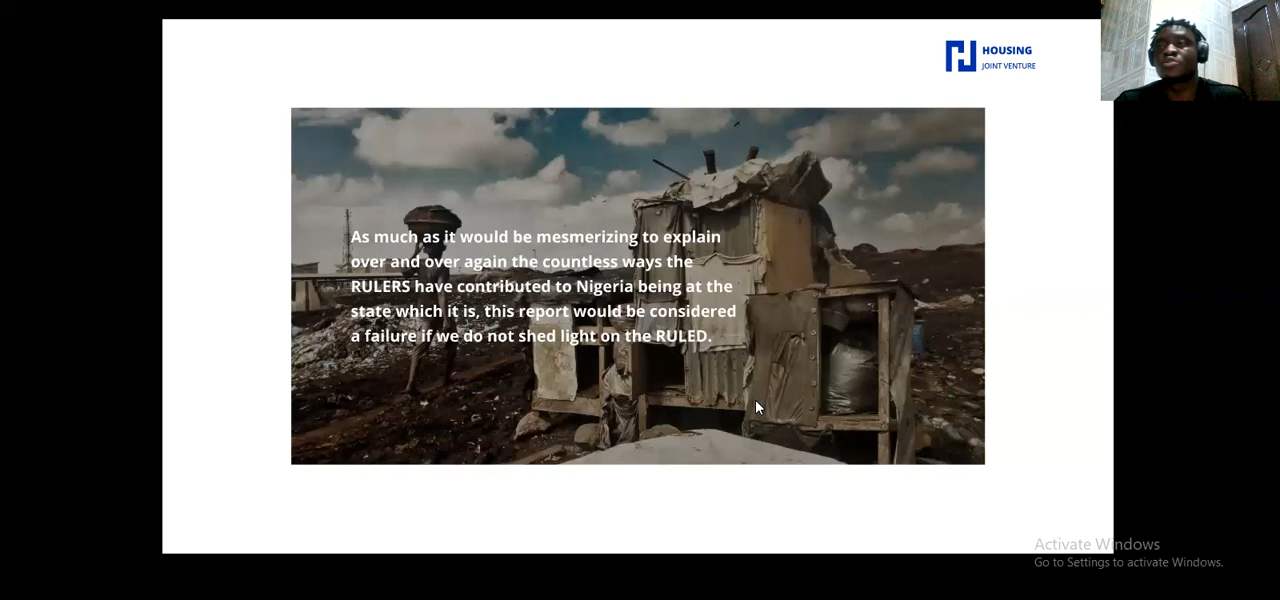 HOUSING
JOINT VENTURE
As much as it would be mesmerizing to explain
over and over again the countless ways the
RULERS have contributed to Nigeria being at the
state which it is, this report would be considered
a failure if we do not shed light on the RULED.
Activate Windows
Go to Settings to activate Windows.